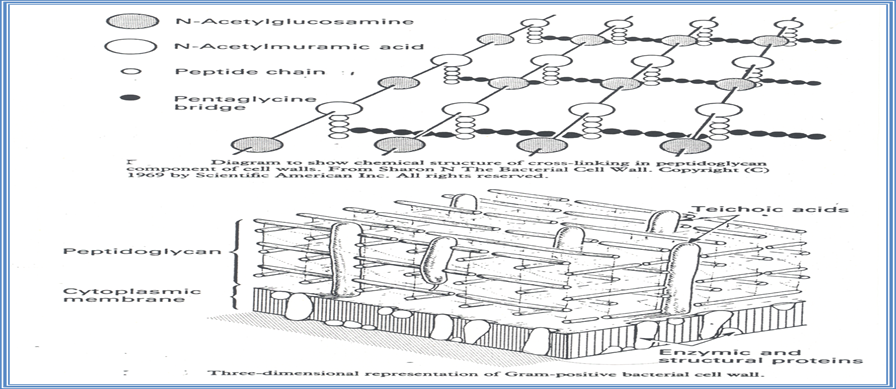 N-Acetylglucosamine
N-Acetylmuramic acid
Peptide chain
Pentaglycine
bridge
Diagram to show chemical structure of cross-linking in peptidoglycan
component of cell walls. From Sharon N The Bacterial Cell Wall. Copyright (C)
1969 by Scientific American Inc. All rights reserved.
Teichoic acids
Peptidoglycan
Cytoplasmic
membrane
Enzymic and
structural proteins
Three-dimensional representation of Gram-positive bacterial cell wall.